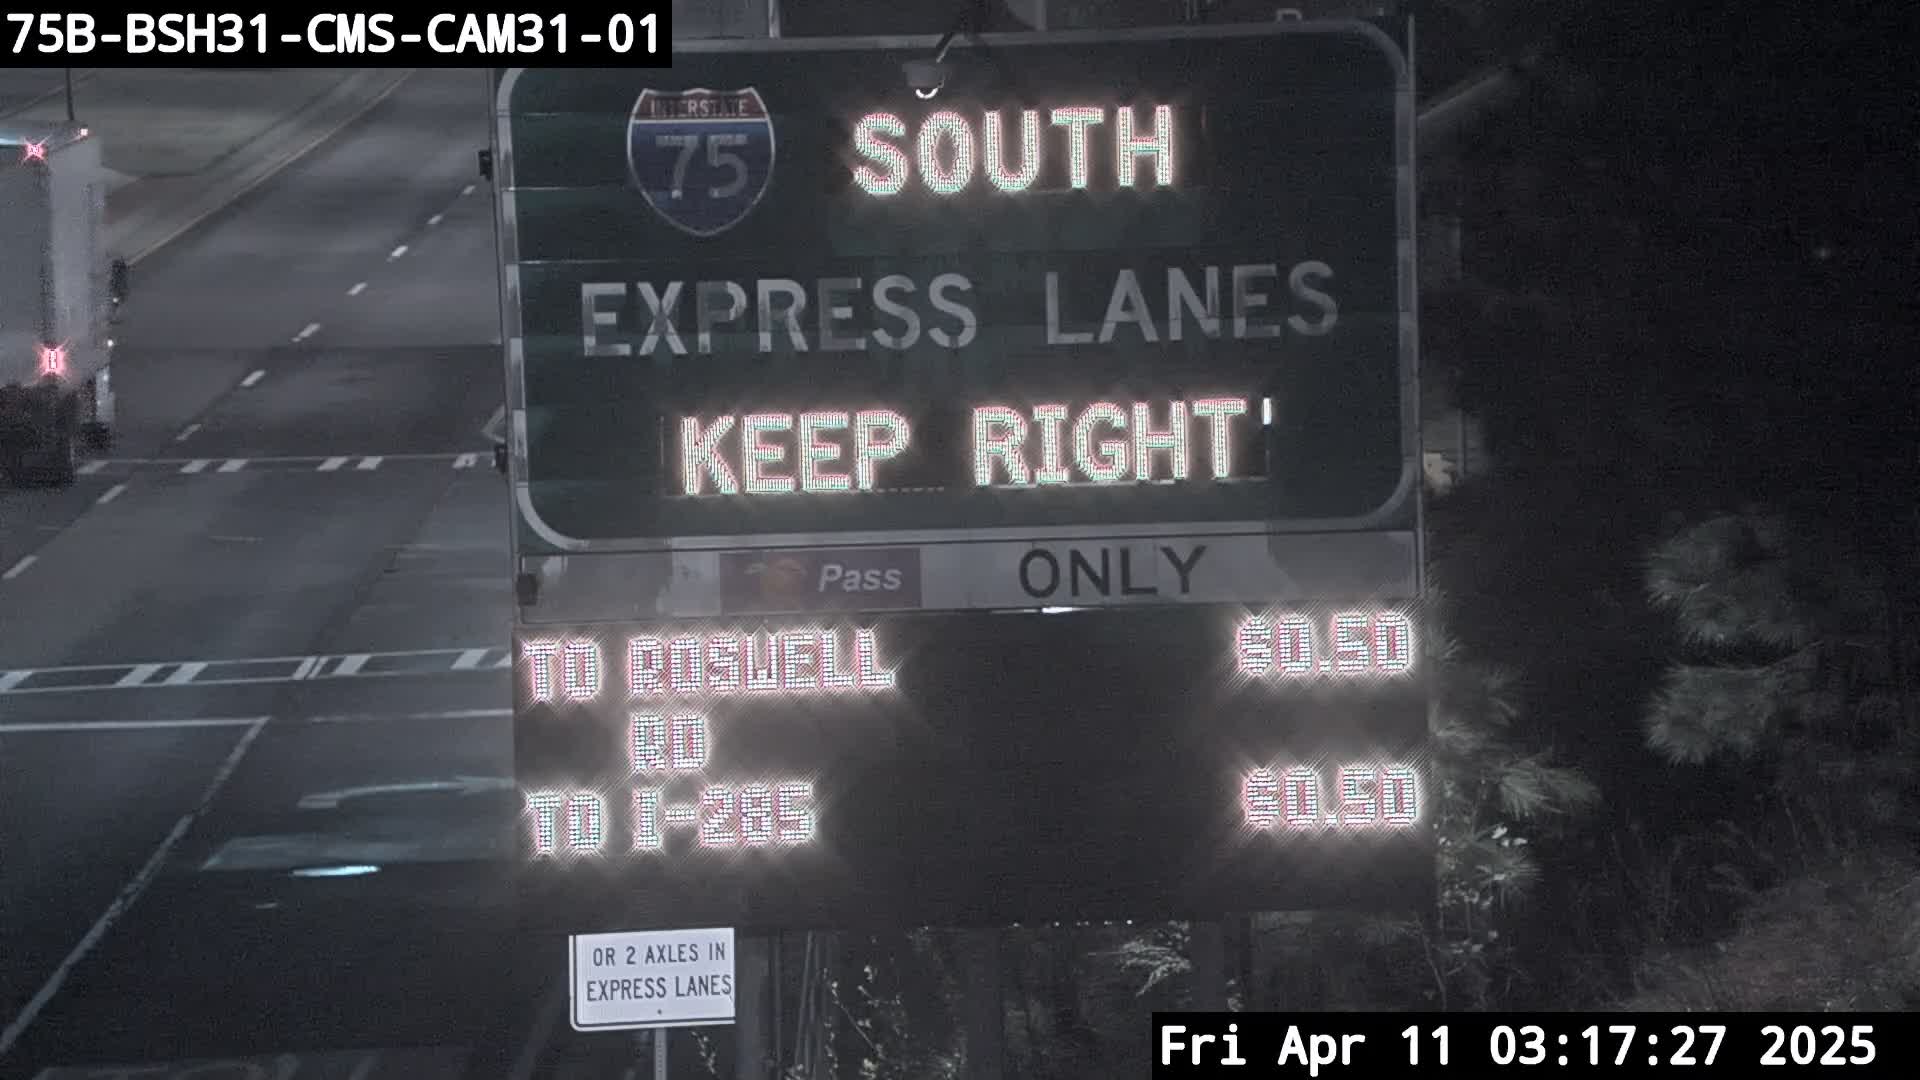 75B-BSH31-CMS-CAM31-01
INTERSTATE
75
SOUTH
EXPRESS LANES
KEEP RIGHT
Pass ONLY
TO ROSWELL $0.50
RD
TO I-285 $0.50
OR 2 AXLES IN
EXPRESS LANES
Fri Apr 11 03:17:27 2025